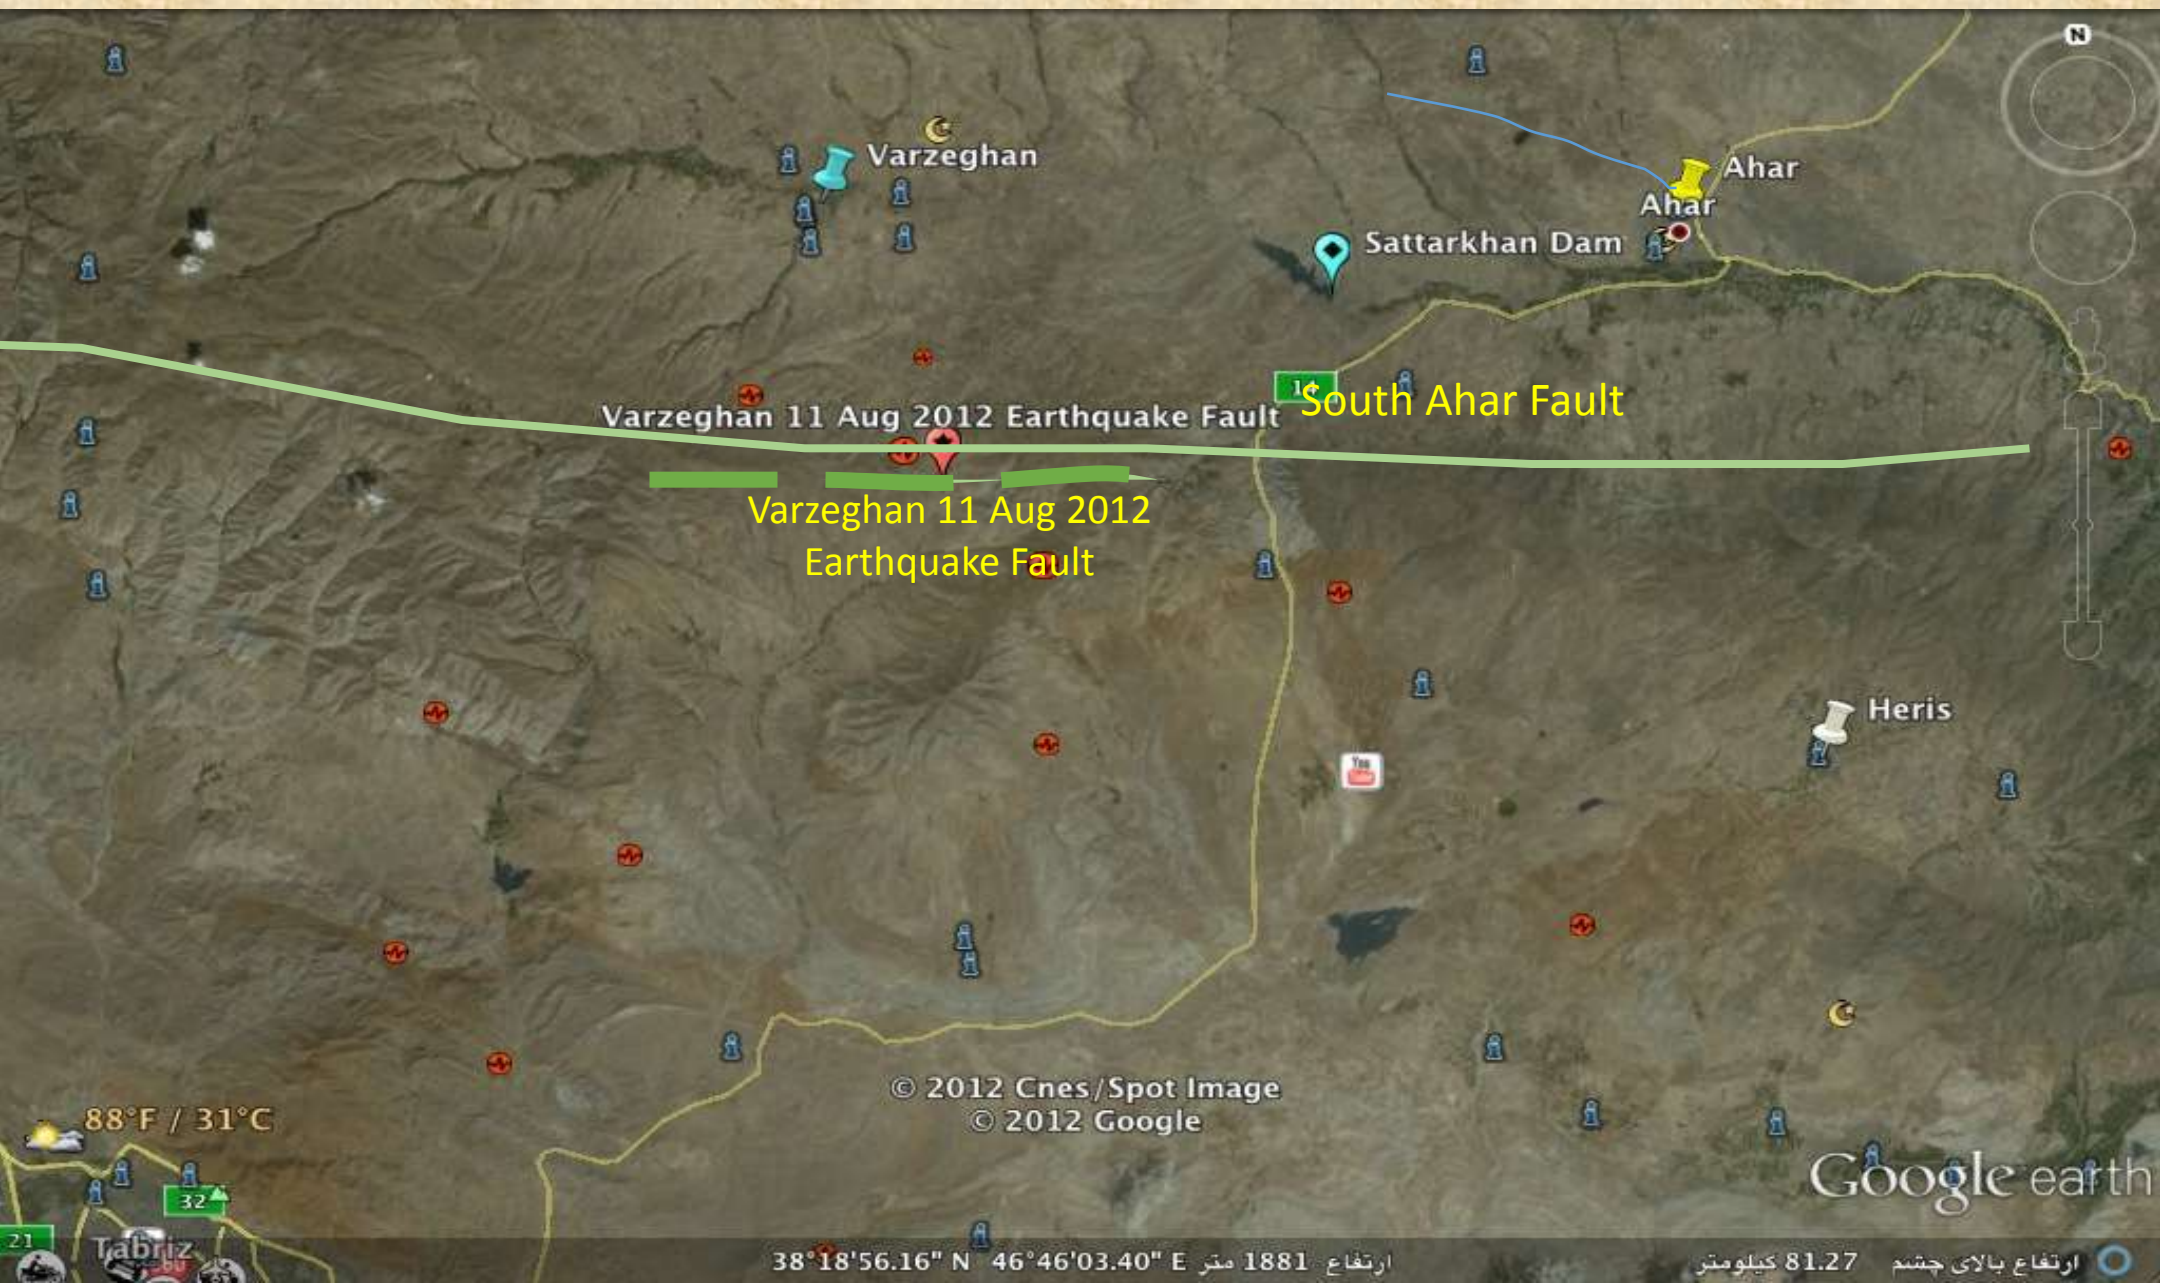 N
Varzeghan
Ahar
Ahar
Sattarkhan Dam
14
South Ahar Fault
Varzeghan 11 Aug 2012 Earthquake Fault
Varzeghan 11 Aug 2012
Earthquake Fault
Heris
You
© 2012 Cnes/Spot Image
© 2012 Google
88°F / 31°C
Google earth
32
21
Tabriz
38°18'56.16" N 46°46'03.40" E ارتفاع 1881 متر
ارتفاع بالای چشم 81.27 کیلومتر